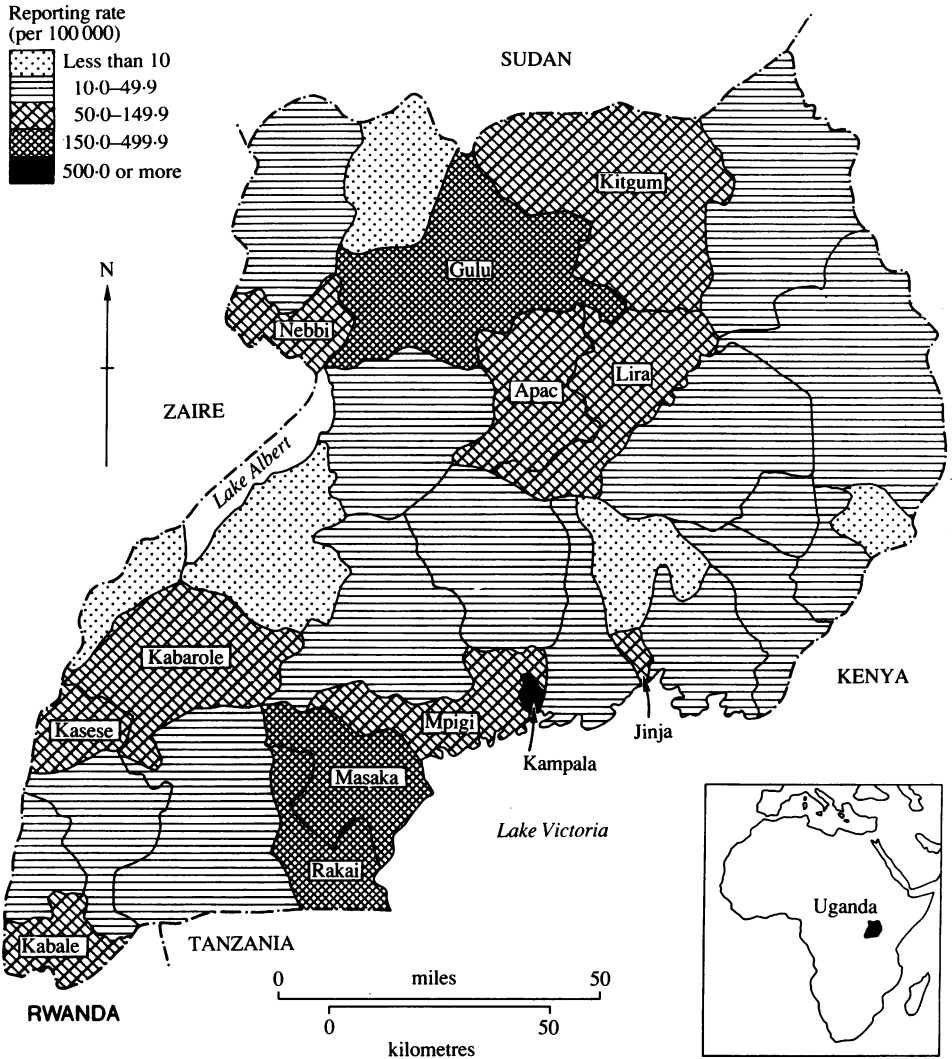 Reporting rate
(per 100 000)
Less than 10
10·0–49·9
50·0–149·9
150·0–499·9
500·0 or more
SUDAN
Kitgum
N
Gulu
Nebbi
Lira
Apac
ZAIRE
Lake Albert
Kabarole
KENYA
Kasese
Mpigi
Jinja
Kampala
Masaka
Lake Victoria
Rakai
Uganda
Kabale
TANZANIA
0 miles 50
RWANDA
0 50
kilometres